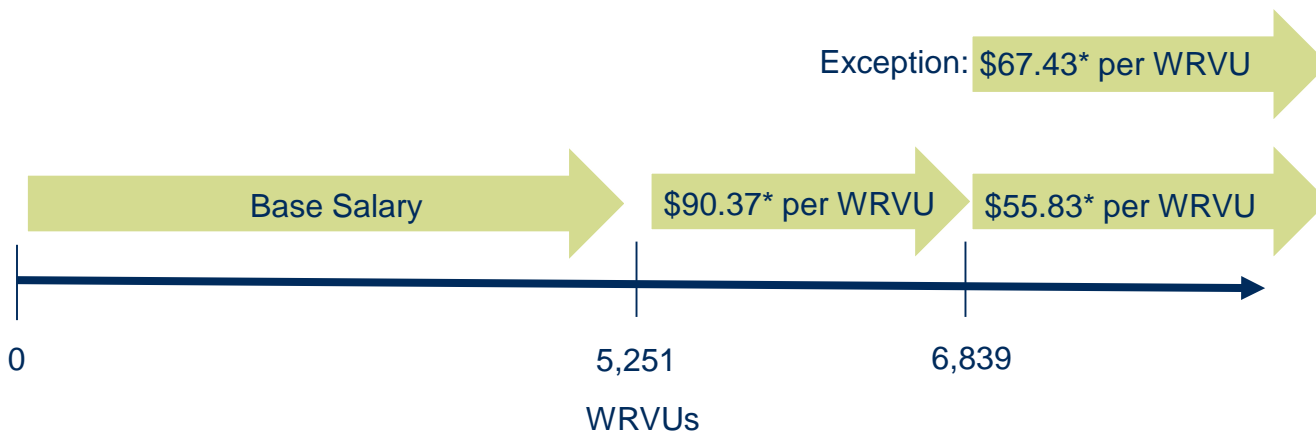 Exception: $67.43* per WRVU
Base Salary
$90.37* per WRVU
$55.83* per WRVU
0
5,251
6,839
WRVUs